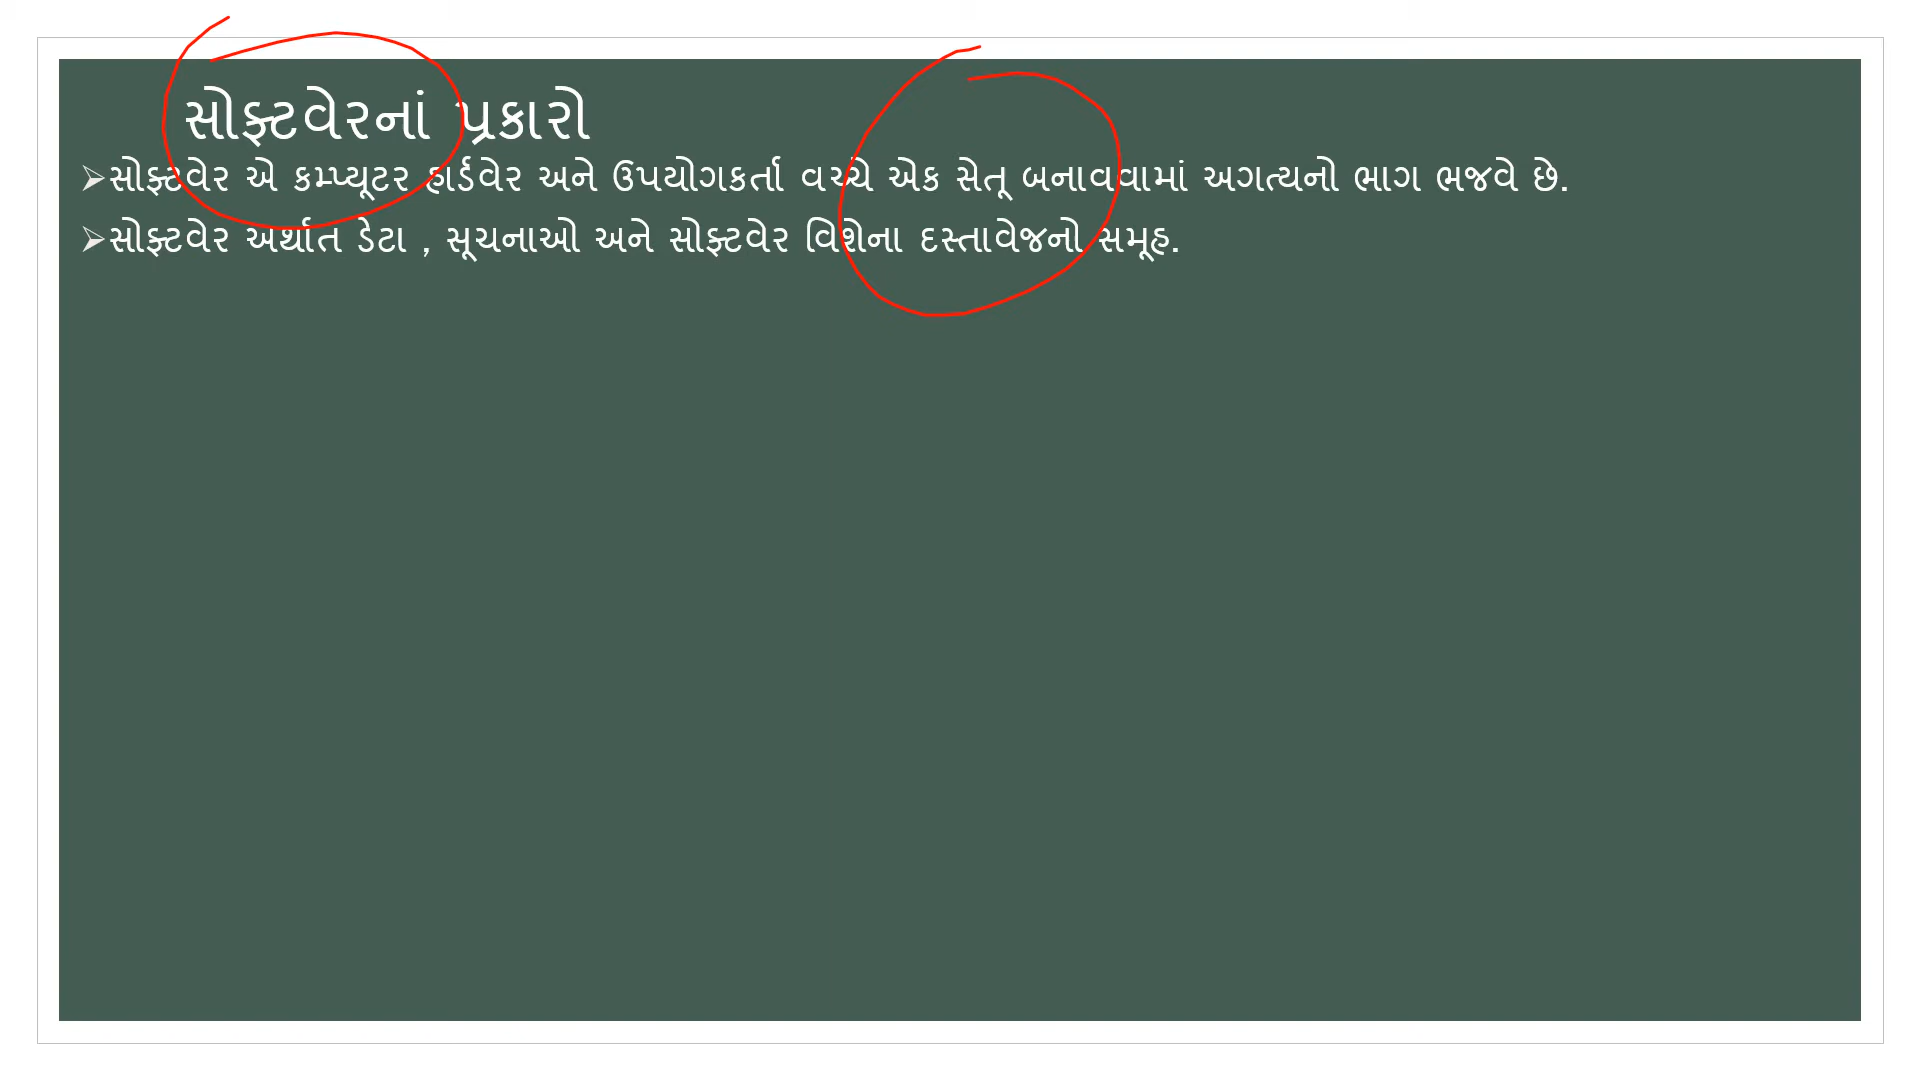 સોફ્ટવેરનાં પ્રકારો
➢સોફ્ટવેર એ કમ્પ્યૂટર હાર્ડવેર અને ઉપયોગકર્તા વચ્ચે એક સેતૂ બનાવવામાં અગત્યનો ભાગ ભજવે છે.
➢સોફ્ટવેર અર્થાત ડેટા , સૂચનાઓ અને સોફ્ટવેર વિશેના દસ્તાવેજનો સમૂહ.